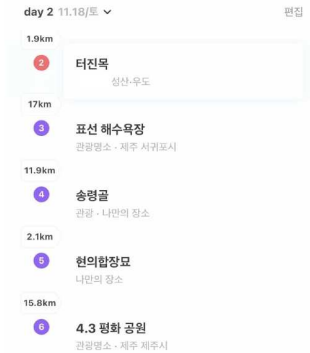 day 2 11.18/토
편집
1.9km
2
터진목
성산·우도
17km
3
표선 해수욕장
관광명소 · 제주 서귀포시
11.9km
4
송령골
관광 · 나만의 장소
2.1km
5
현의합장묘
나만의 장소
15.8km
6
4.3 평화 공원
관광명소 · 제주 제주시